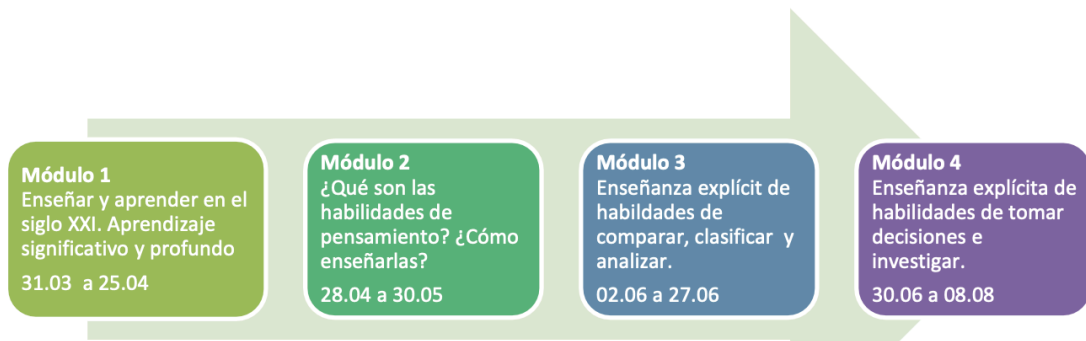 Módulo 1
Enseñar y aprender en el
siglo XXI. Aprendizaje
significativo y profundo
31.03 a 25.04
Módulo 2
¿Qué son las
habilidades de
pensamiento? ¿Cómo
enseñarlas?
28.04 a 30.05
Módulo 3
Enseñanza explícit de
habildades de
comparar, clasificar y
analizar.
02.06 a 27.06
Módulo 4
Enseñanza explícita de
habilidades de tomar
decisiones e
investigar.
30.06 a 08.08